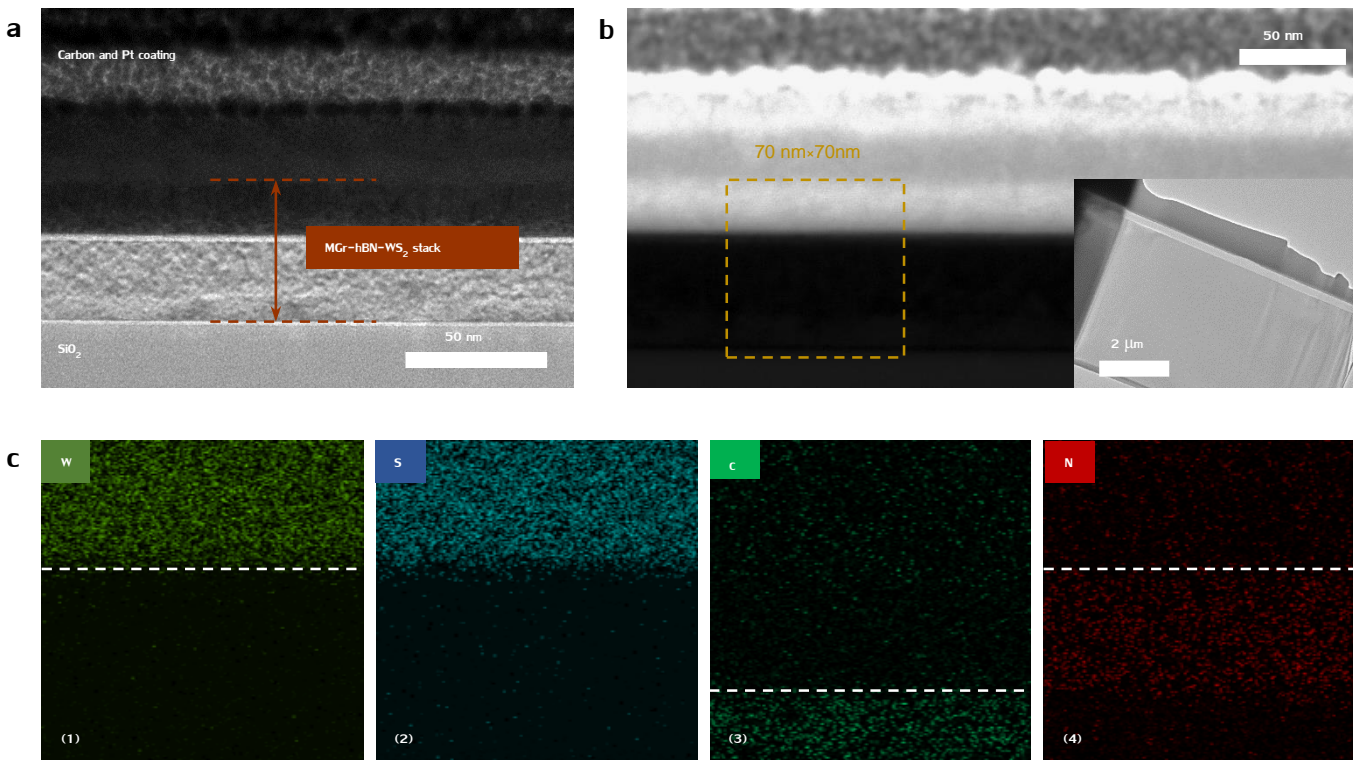 a
Carbon and Pt coating
MGr-hBN-WS₂ stack
50 nm
SiO₂
b
50 nm
70 nm×70nm
2 μm
c
W
(1)
S
(2)
C
(3)
N
(4)